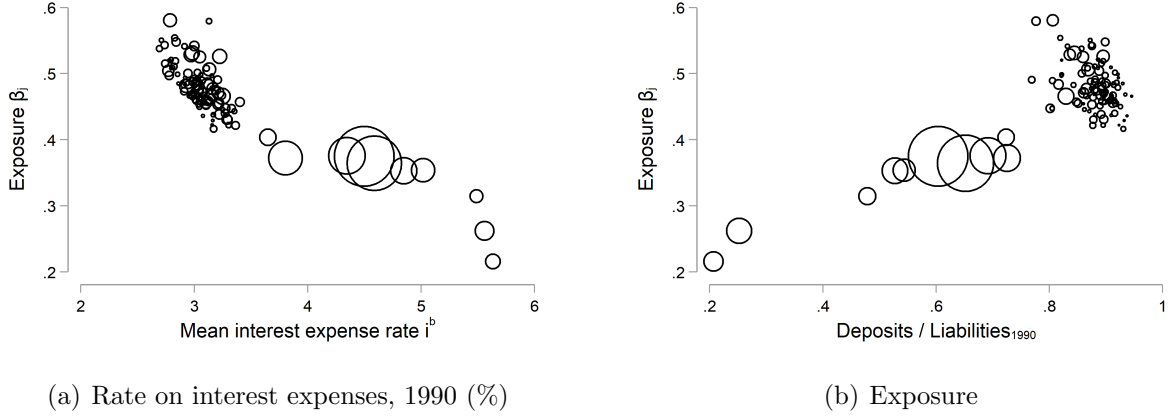 .6
.5
.4
.3
.2
Exposure βj
2 3 4 5 6
Mean interest expense rate i^b
(a) Rate on interest expenses, 1990 (%)
.6
.5
.4
.3
.2
Exposure βj
.2 .4 .6 .8 1
Deposits / Liabilities1990
(b) Exposure